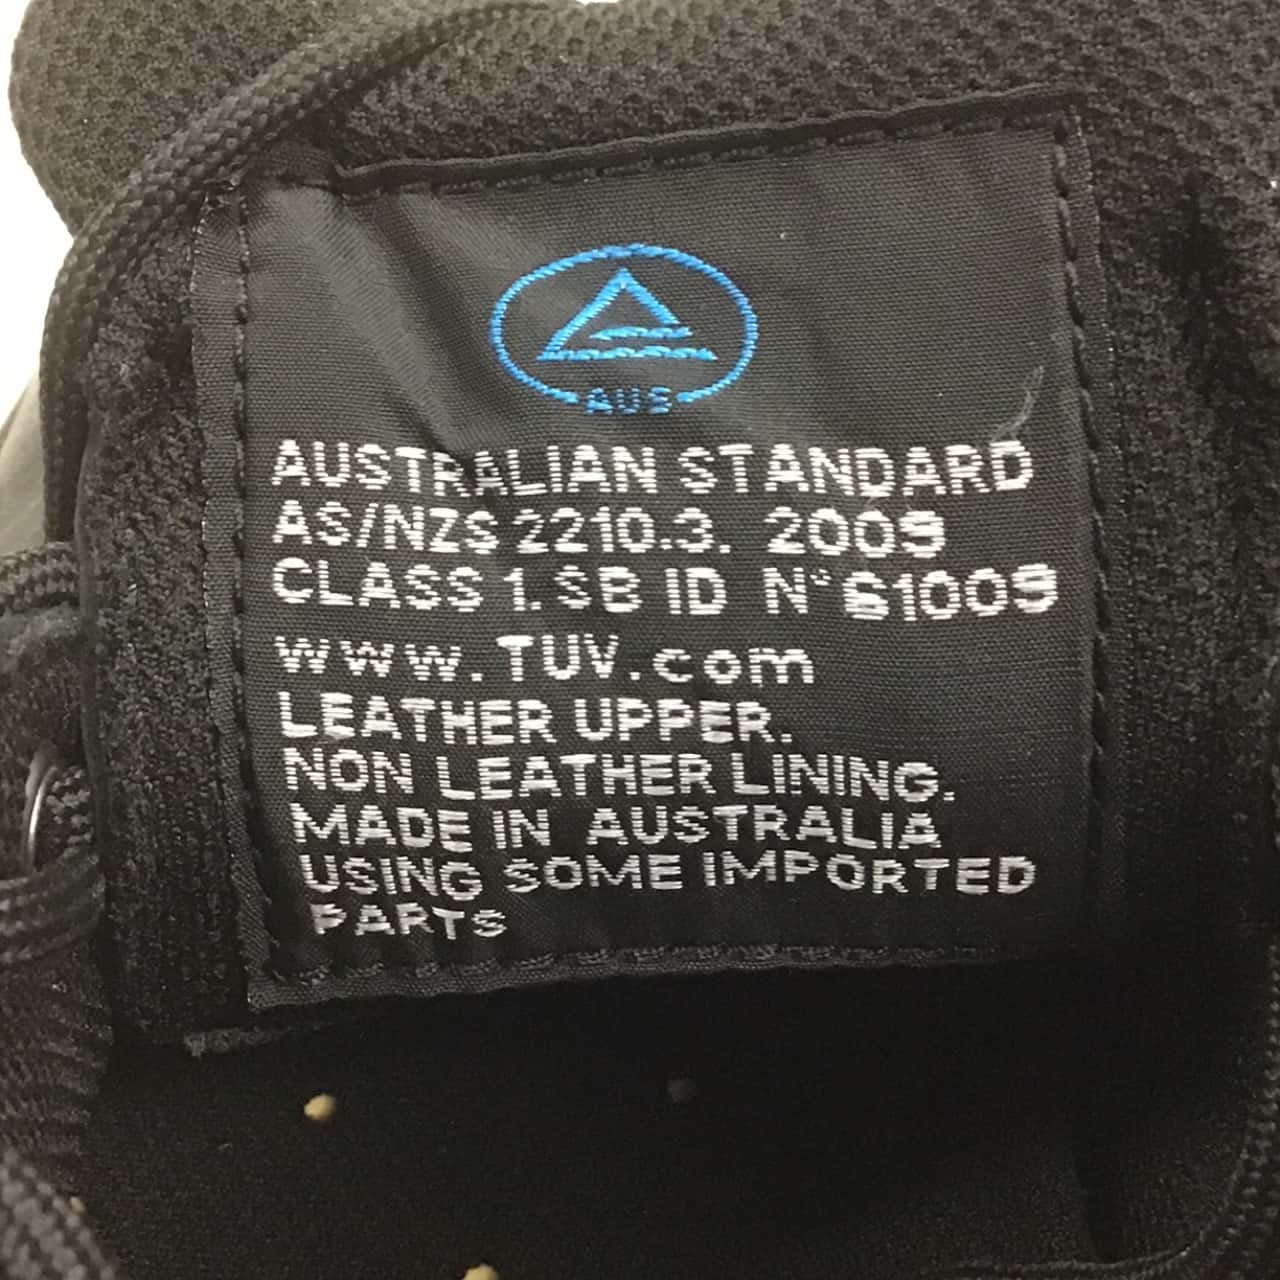 AUS
AUSTRALIAN STANDARD
AS/NZS 2210.3. 2009
CLASS 1. SB ID N° 61009
www.TUV.com
LEATHER UPPER.
NON LEATHER LINING.
MADE IN AUSTRALIA
USING SOME IMPORTED
PARTS